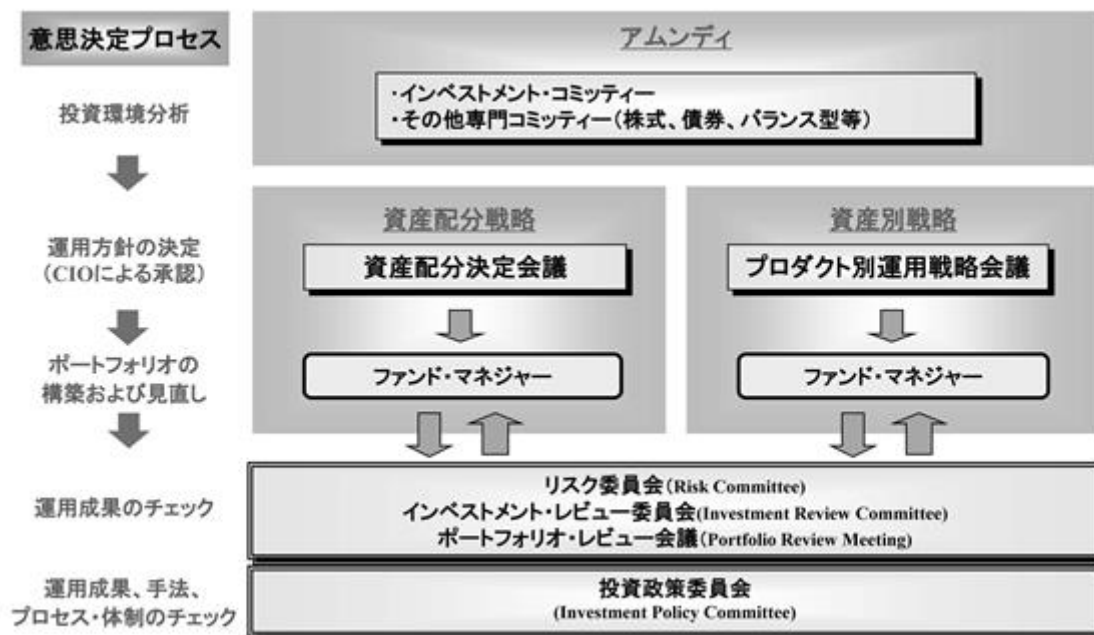 意思決定プロセス
アムンディ
・インベストメント・コミッティー
・その他専門コミッティー(株式、債券、バランス型等)
投資環境分析
資産配分戦略
資産別戦略
運用方針の決定
(CIOによる承認)
資産配分決定会議
プロダクト別運用戦略会議
ポートフォリオの
構築および見直し
ファンド・マネジャー
ファンド・マネジャー
運用成果のチェック
リスク委員会(Risk Committee)
インベストメント・レビュー委員会(Investment Review Committee)
ポートフォリオ・レビュー会議(Portfolio Review Meeting)
運用成果、手法、
プロセス・体制のチェック
投資政策委員会
(Investment Policy Committee)